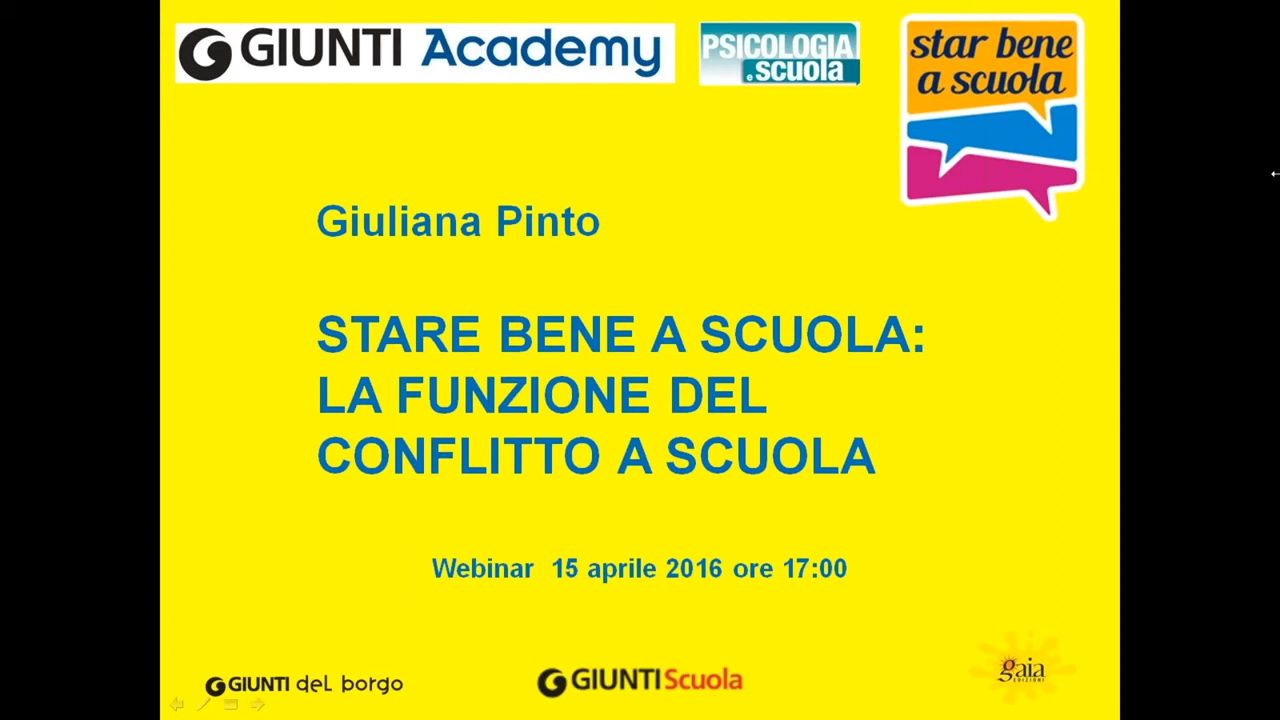 GIUNTI Academy
PSICOLOGIA
e scuola
star bene
a scuola
Giuliana Pinto
STARE BENE A SCUOLA:
LA FUNZIONE DEL
CONFLITTO A SCUOLA
Webinar 15 aprile 2016 ore 17:00
GIUNTI del borgo
GIUNTI Scuola
gaia
EDIZIONI